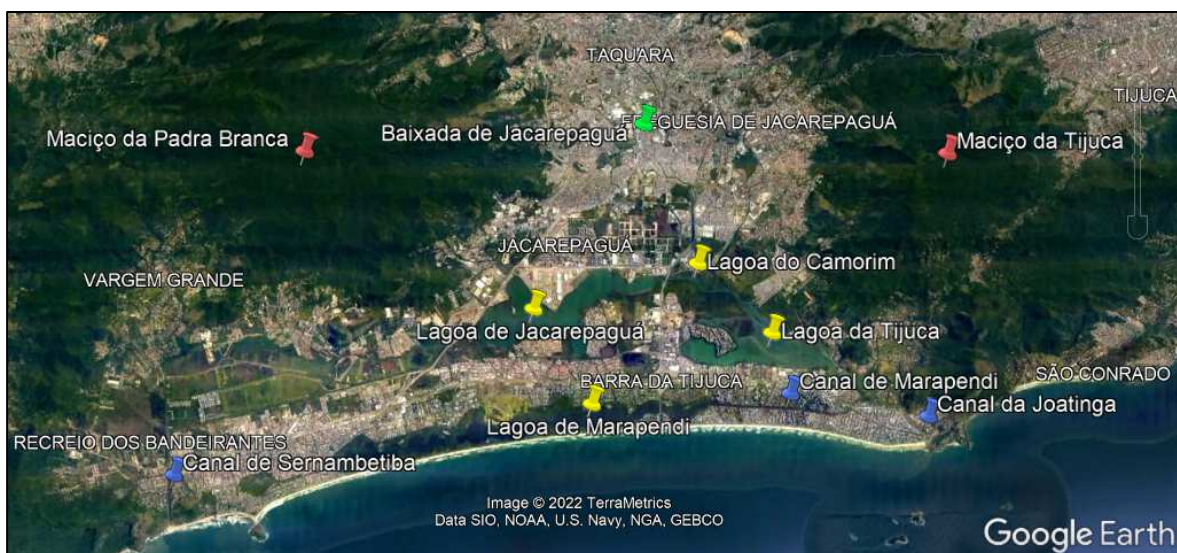 TAQUARA
TIJUCA
FREGUESIA DE JACAREPAGUÁ
Baixada de Jacarepaguá
Maciço da Padra Branca
Maciço da Tijuca
JACAREPAGUÁ
Lagoa do Camorim
VARGEM GRANDE
Lagoa de Jacarepaguá
Lagoa da Tijuca
SÃO CONRADO
BARRA DA TIJUCA
Canal de Marapendi
Canal da Joatinga
Lagoa de Marapendi
RECREIO DOS BANDEIRANTES
Canal de Sernambetiba
Image © 2022 TerraMetrics
Data SIO, NOAA, U.S. Navy, NGA, GEBCO
Google Earth